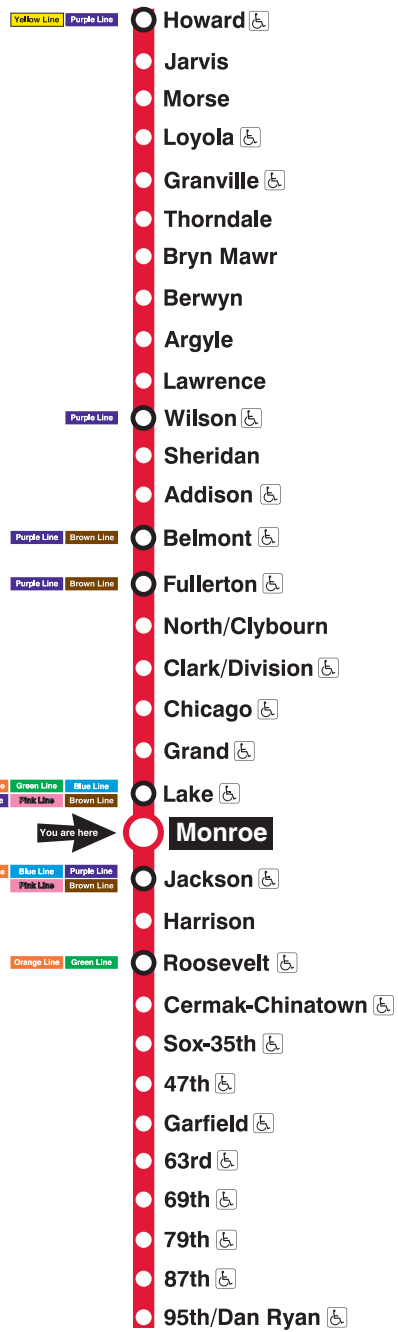 Yellow Line Purple Line Howard
Jarvis
Morse
Loyola
Granville
Thorndale
Bryn Mawr
Berwyn
Argyle
Lawrence
Purple Line Wilson
Sheridan
Addison
Purple Line Brown Line Belmont
Purple Line Brown Line Fullerton
North/Clybourn
Clark/Division
Chicago
Grand
e Green Line Blue Line
e Pink Line Brown Line
Lake
You are here Monroe
e Blue Line Purple Line
Pink Line Brown Line
Jackson
Harrison
Orange Line Green Line Roosevelt
Cermak-Chinatown
Sox-35th
47th
Garfield
63rd
69th
79th
87th
95th/Dan Ryan